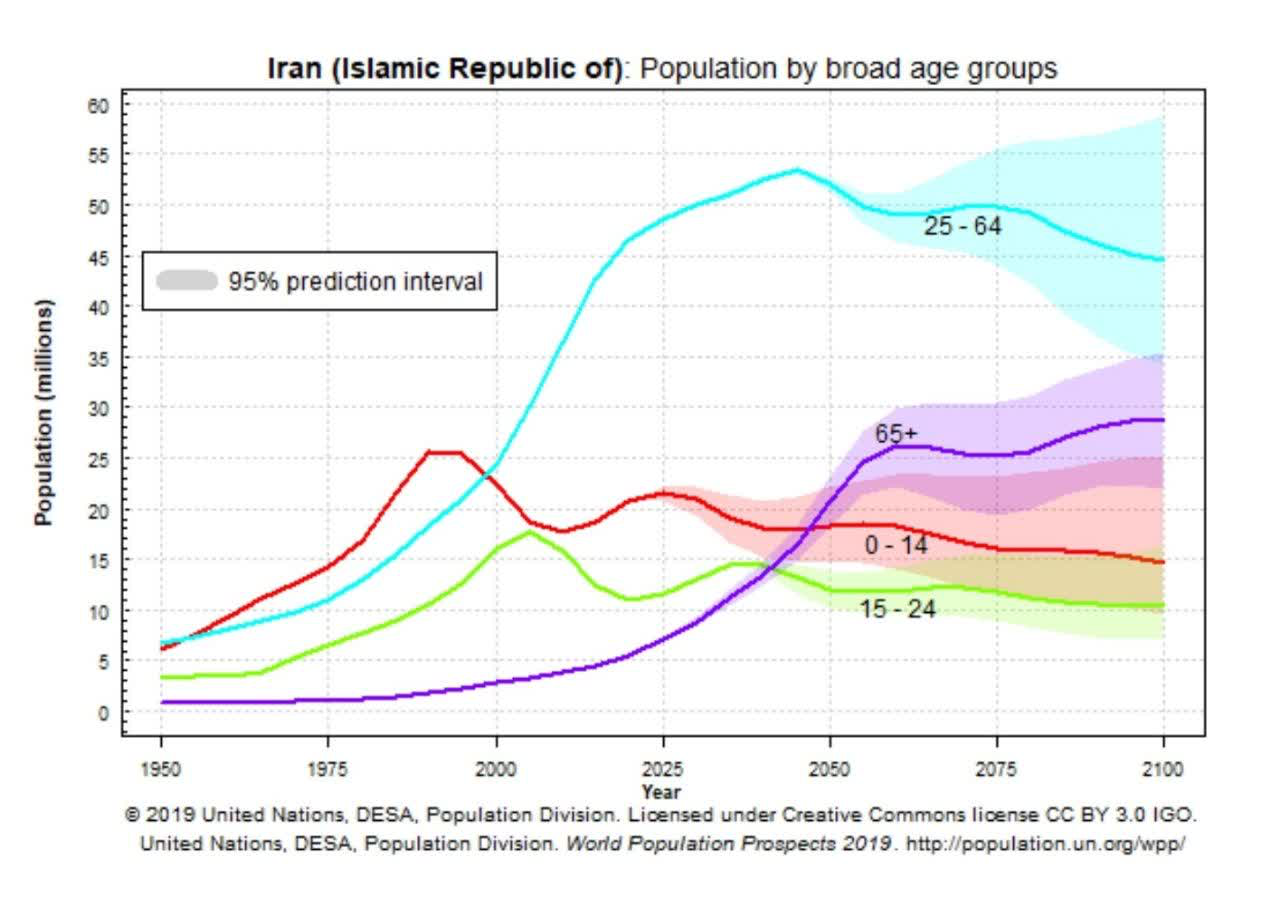 Iran (Islamic Republic of): Population by broad age groups
60
55
50
45
40
35
30
25
20
15
10
5
0
Population (millions)
95% prediction interval
25 - 64
65+
0 - 14
15 - 24
1950 1975 2000 2025 2050 2075 2100
Year
© 2019 United Nations, DESA, Population Division. Licensed under Creative Commons license CC BY 3.0 IGO.
United Nations, DESA, Population Division. World Population Prospects 2019. http://population.un.org/wpp/